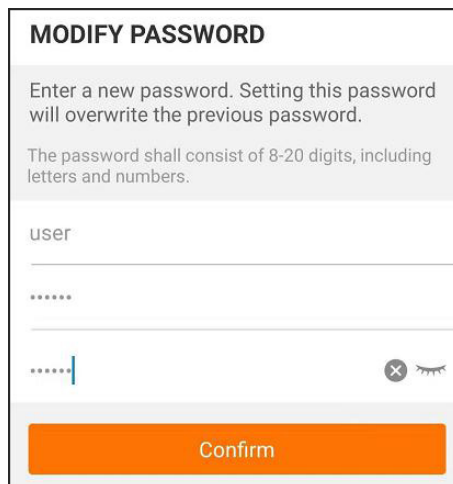 MODIFY PASSWORD
Enter a new password. Setting this password
will overwrite the previous password.
The password shall consist of 8-20 digits, including
letters and numbers.
user
••••••
••••••
Confirm